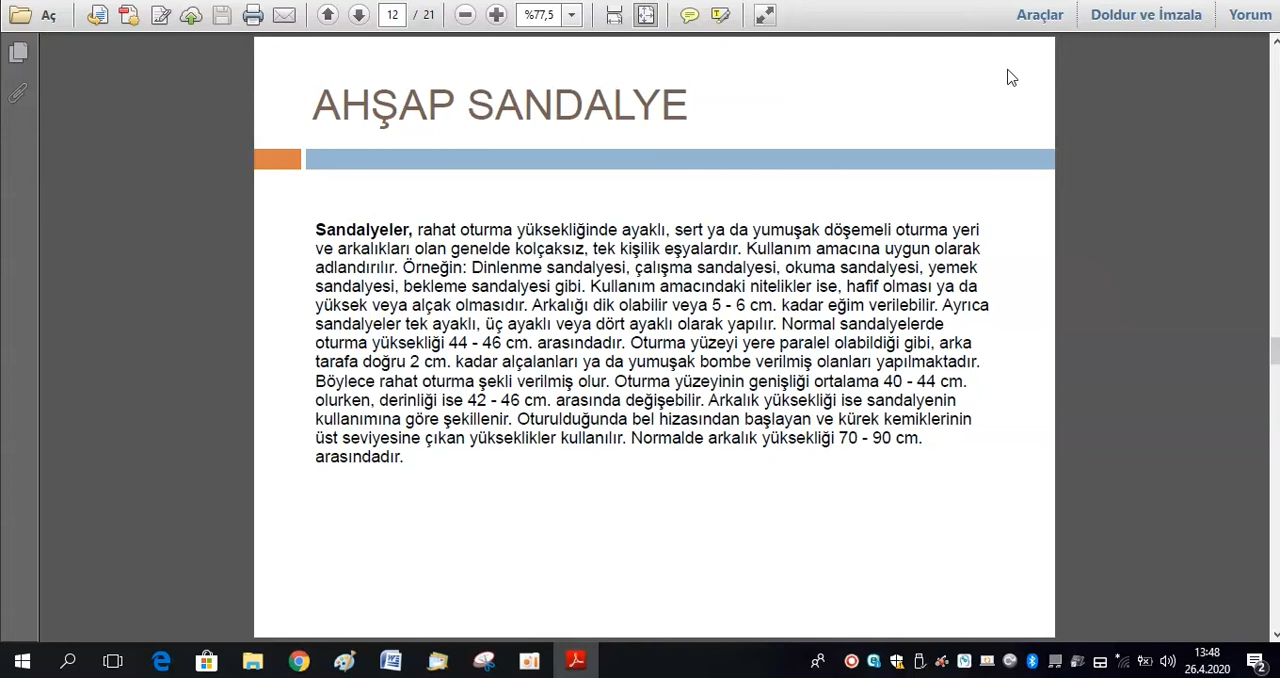 Aç
12 / 21
%77,5
Araçlar
Doldur ve İmzala
Yorum
AHŞAP SANDALYE
Sandalyeler, rahat oturma yüksekliğinde ayaklı, sert ya da yumuşak döşemeli oturma yeri
ve arkalıkları olan genelde kolçaksız, tek kişilik eşyalardır. Kullanım amacına uygun olarak
adlandırılır. Örneğin: Dinlenme sandalyesi, çalışma sandalyesi, okuma sandalyesi, yemek
sandalyesi, bekleme sandalyesi gibi. Kullanım amacındaki nitelikler ise, hafif olması ya da
yüksek veya alçak olmasıdır. Arkalığı dik olabilir veya 5 - 6 cm. kadar eğim verilebilir. Ayrıca
sandalyeler tek ayaklı, üç ayaklı veya dört ayaklı olarak yapılır. Normal sandalyelerde
oturma yüksekliği 44 - 46 cm. arasındadır. Oturma yüzeyi yere paralel olabildiği gibi, arka
tarafa doğru 2 cm. kadar alçalanları ya da yumuşak bombe verilmiş olanları yapılmaktadır.
Böylece rahat oturma şekli verilmiş olur. Oturma yüzeyinin genişliği ortalama 40 - 44 cm.
olurken, derinliği ise 42 - 46 cm. arasında değişebilir. Arkalık yüksekliği ise sandalyenin
kullanımına göre şekillenir. Oturulduğunda bel hizasından başlayan ve kürek kemiklerinin
üst seviyesine çıkan yükseklikler kullanılır. Normalde arkalık yüksekliği 70 - 90 cm.
arasındadır.
13:48
26.4.2020
2